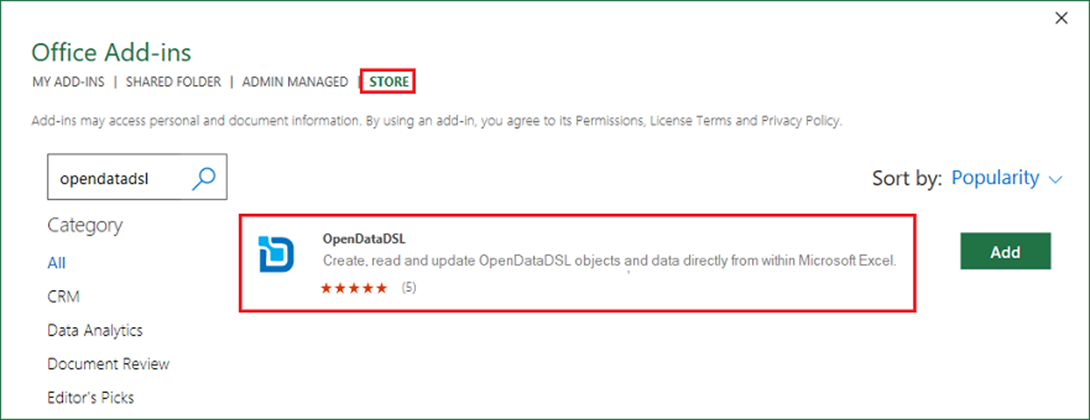 Office Add-ins
MY ADD-INS | SHARED FOLDER | ADMIN MANAGED | STORE
Add-ins may access personal and document information. By using an add-in, you agree to its Permissions, License Terms and Privacy Policy.
opendatadsl
Sort by: Popularity
Category
All
CRM
Data Analytics
Document Review
Editor's Picks
OpenDataDSL
Create, read and update OpenDataDSL objects and data directly from within Microsoft Excel.
(5)
Add